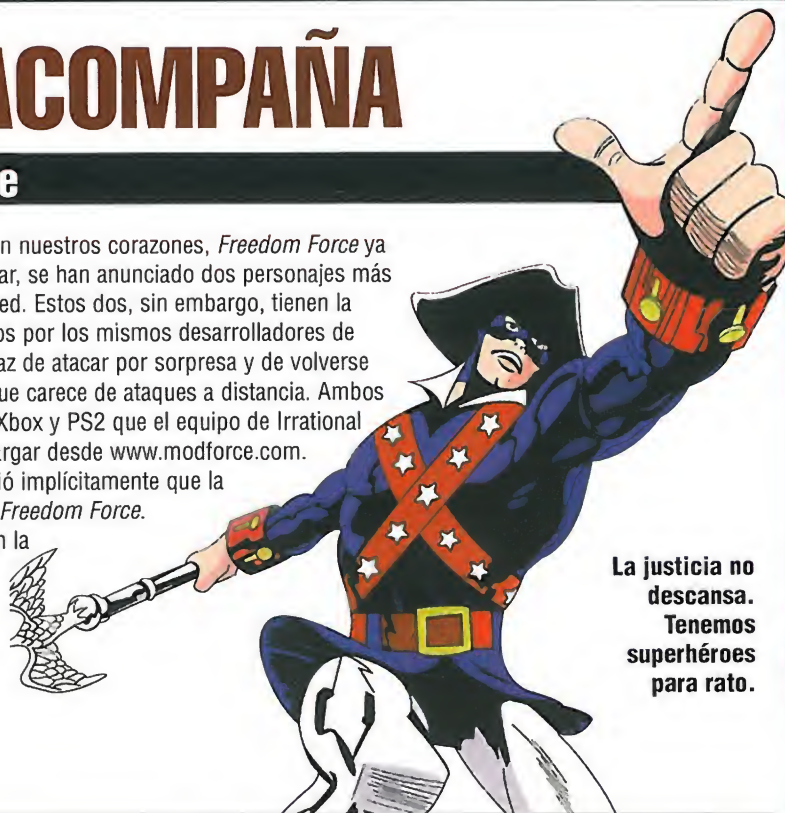 ACOMPAÑA
e
n nuestros corazones, Freedom Force ya
ar, se han anunciado dos personajes más
ed. Estos dos, sin embargo, tienen la
os por los mismos desarrolladores de
az de atacar por sorpresa y de volverse
ue carece de ataques a distancia. Ambos
Xbox y PS2 que el equipo de Irrational
argar desde www.modforce.com.
ió implícitamente que la
Freedom Force.
n la
La justicia no
descansa.
Tenemos
superhéroes
para rato.